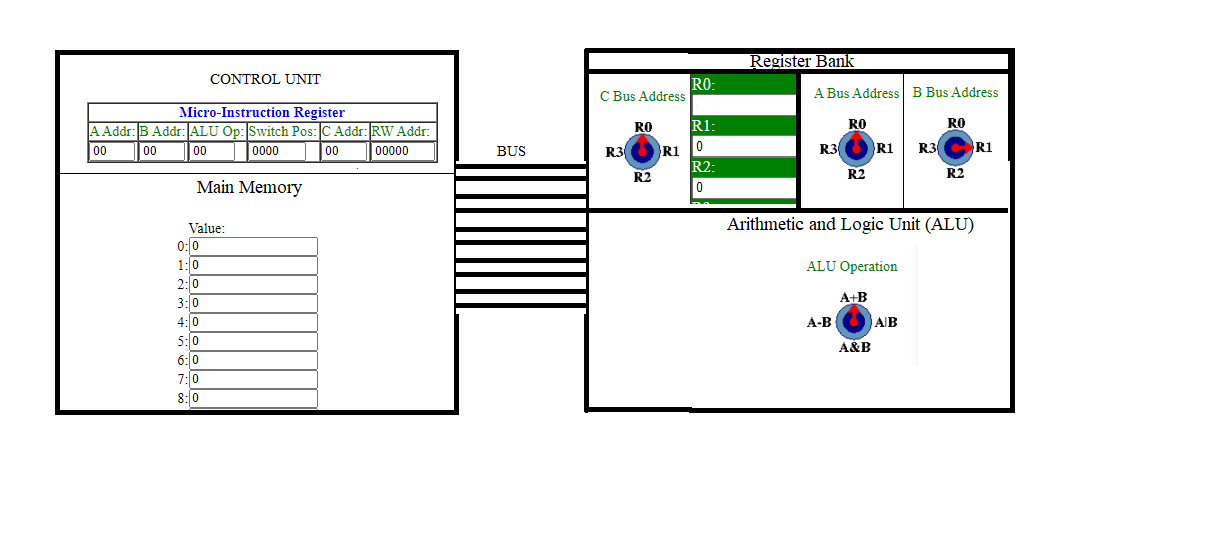 CONTROL UNIT
Micro-Instruction Register
A Addr: B Addr: ALU Op: Switch Pos: C Addr: RW Addr:
00 00 00 0000 00 00000
Main Memory
Value:
0: 0
1: 0
2: 0
3: 0
4: 0
5: 0
6: 0
7: 0
8: 0
BUS
Register Bank
C Bus Address
R0
R3 R1
R2
R0:
R1:
0
R2:
0
A Bus Address
R0
R3 R1
R2
B Bus Address
R0
R3 R1
R2
Arithmetic and Logic Unit (ALU)
ALU Operation
A+B
A-B A|B
A&B